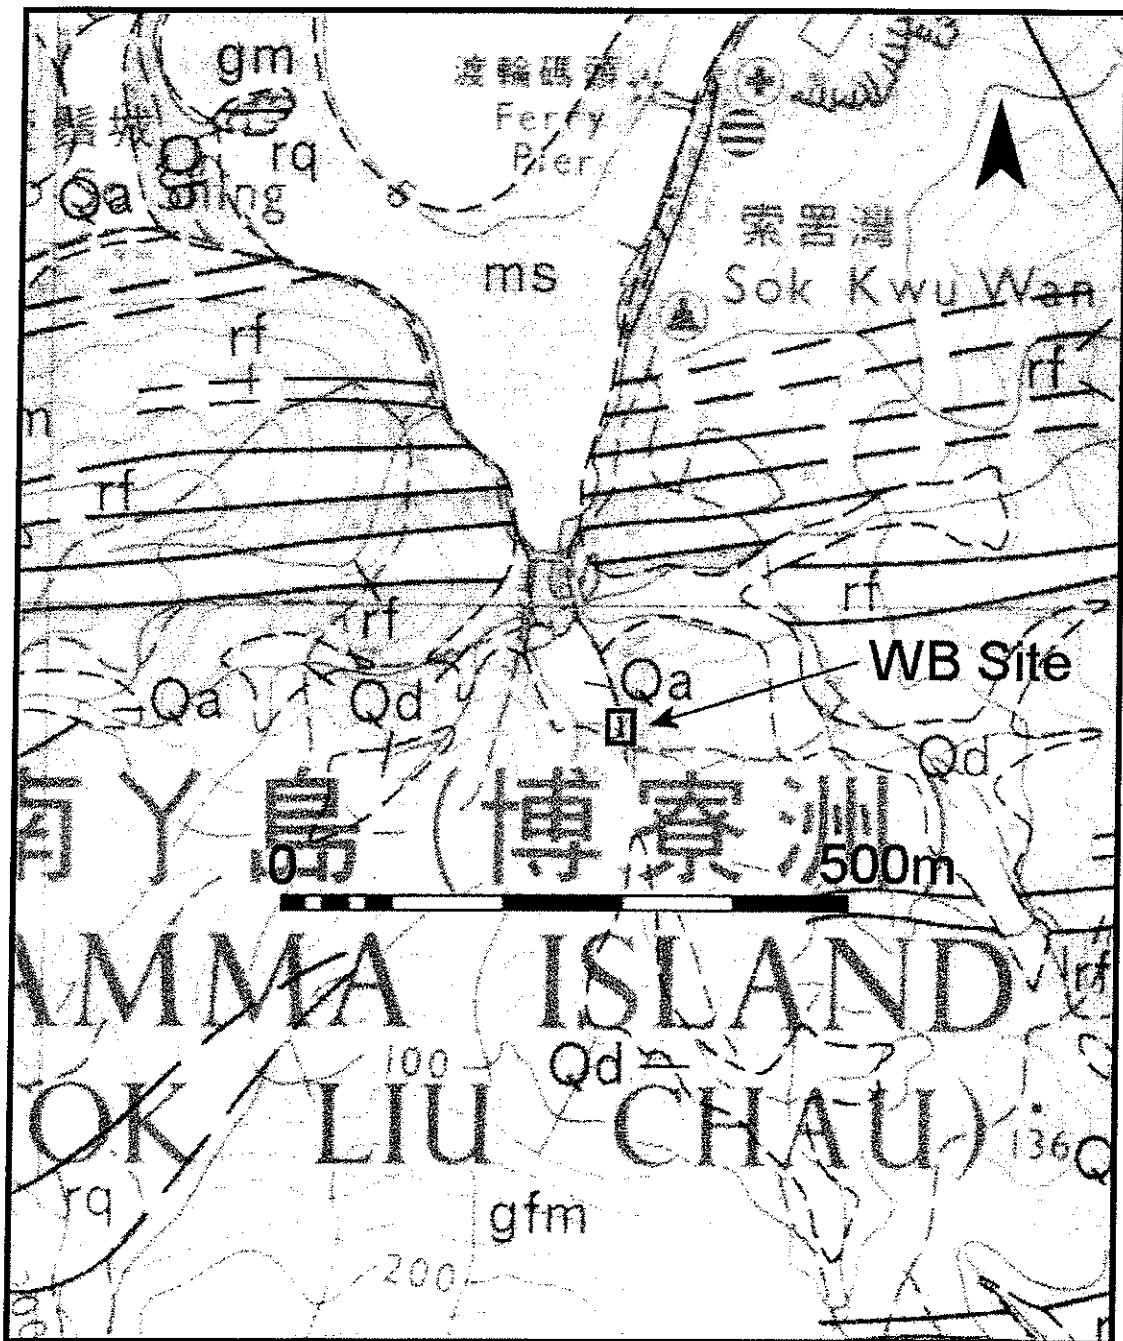 gm
渡輪碼頭
Ferry
Pier
rq
Qa
ms
索罟灣
Sok Kwu Wan
rf
rf
rf
rf
rf
Qa
Qd
Qa
WB Site
Qd
南丫島(博寮洲
0
500m
AMMA ISLAND
rf
100
Qd
OK LIU CHAU)
136
Q
rq
gfm
200